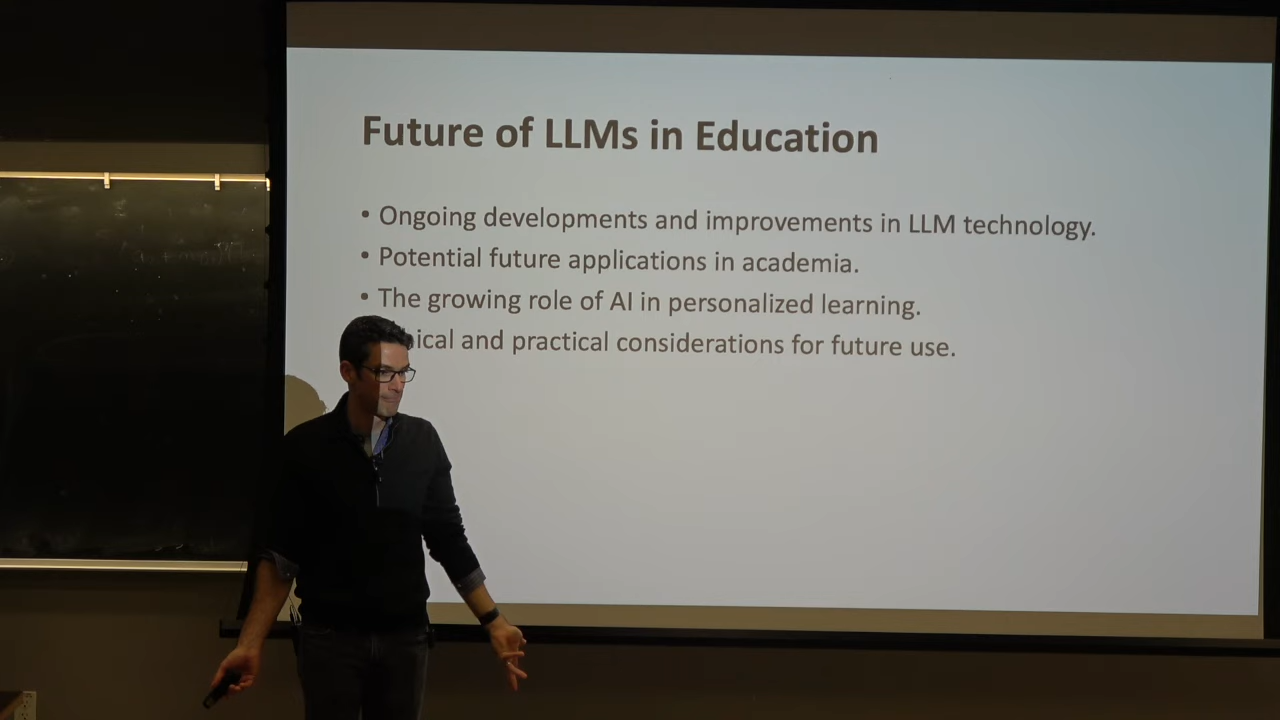 Future of LLMs in Education
• Ongoing developments and improvements in LLM technology.
• Potential future applications in academia.
• The growing role of AI in personalized learning.
and practical considerations for future use.